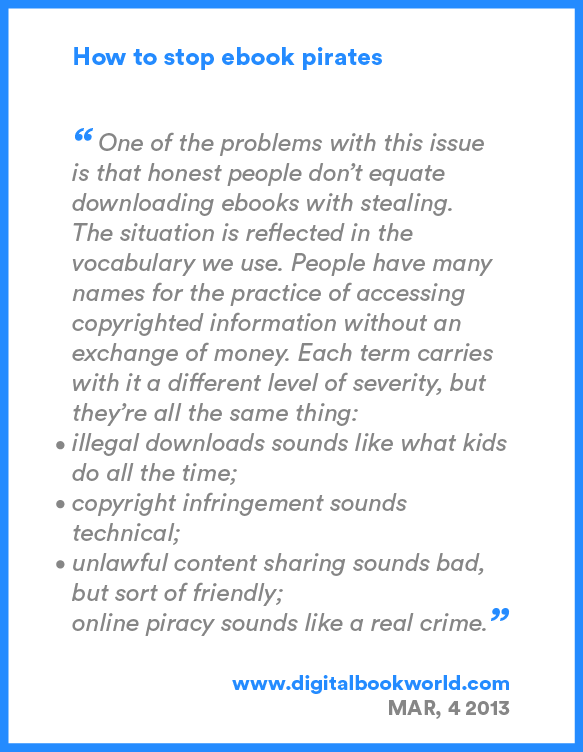 How to stop ebook pirates
“ One of the problems with this issue
is that honest people don’t equate
downloading ebooks with stealing.
The situation is reflected in the
vocabulary we use. People have many
names for the practice of accessing
copyrighted information without an
exchange of money. Each term carries
with it a different level of severity, but
they’re all the same thing:
• illegal downloads sounds like what kids
do all the time;
• copyright infringement sounds
technical;
• unlawful content sharing sounds bad,
but sort of friendly;
online piracy sounds like a real crime.”
www.digitalbookworld.com
MAR, 4 2013